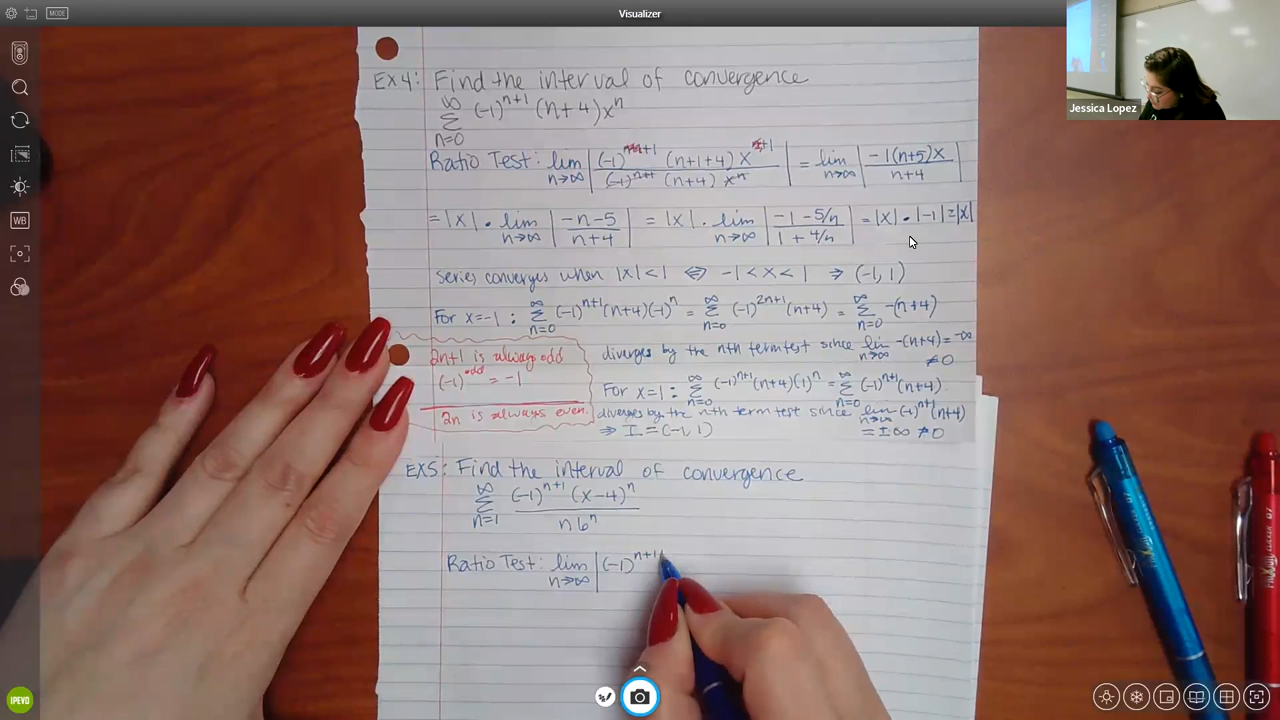 MODE
Visualizer
Jessica Lopez
EX4: Find the interval of convergence
∞ Σ n=0 (-1)^{n+1} (n+4)x^n
Ratio Test: lim n→∞ | (-1)^{n+1+1} (n+1+4) x^{n+1} / (-1)^{n+1} (n+4) x^n | = lim n→∞ | -1(n+5)x / n+4 |
= |x| · lim n→∞ | -n-5 / n+4 | = |x| · lim n→∞ | -1-5/n / 1+4/n | = |x| · |-1| = |x|
series converges when |x|<1 ⇔ -1<x<1 ⇒ (-1,1)
For x=-1: ∞ Σ n=0 (-1)^{n+1}(n+4)(-1)^n = ∞ Σ n=0 (-1)^{2n+1}(n+4) = ∞ Σ n=0 -(n+4)
diverges by the nth term test since lim n→∞ -(n+4) = -∞ ≠0
2n+1 is always odd
(-1)^{odd} = -1
2n is always even.
For x=1: ∞ Σ n=0 (-1)^{n+1}(n+4)(1)^n = ∞ Σ n=0 (-1)^{n+1}(n+4).
diverges by the nth term test since lim n→∞ (-1)^{n+1}(n+4)
⇒ I=(-1,1) = ±∞ ≠0
EX5: Find the interval of convergence
∞ Σ n=1 (-1)^{n+1} (x-4)^n / n6^n
Ratio Test: lim n→∞ | (-1)^{n+1
WB
IPEVO